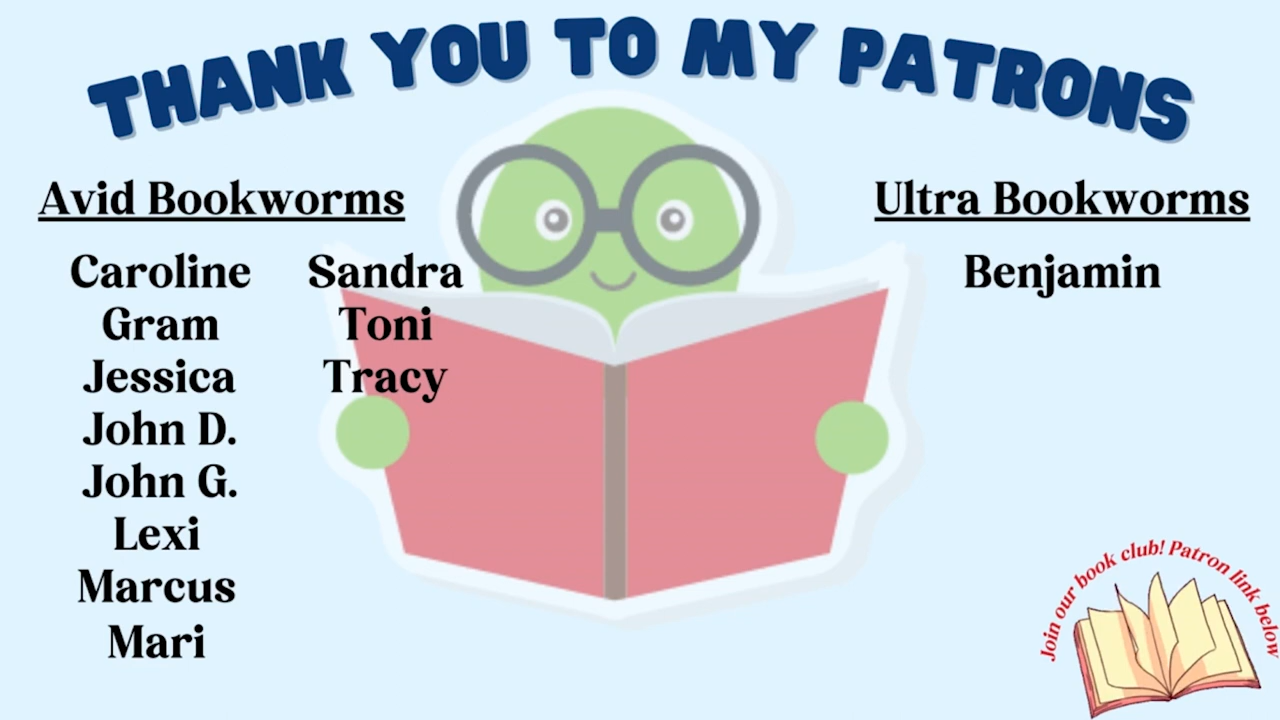 THANK YOU TO MY PATRONS
Avid Bookworms
Caroline
Gram
Jessica
John D.
John G.
Lexi
Marcus
Mari
Sandra
Toni
Tracy
Ultra Bookworms
Benjamin
Join our book club! Patron link below